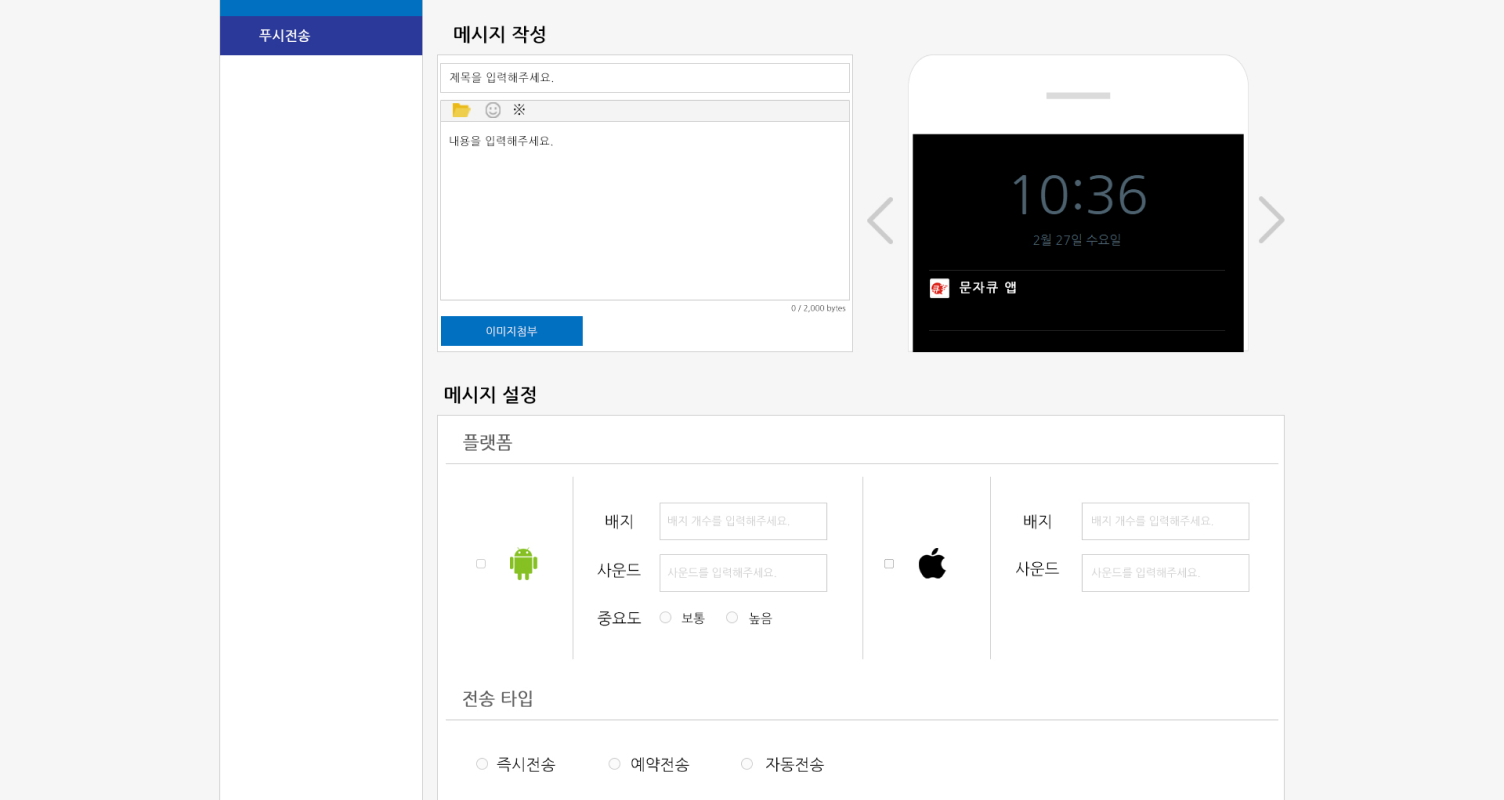 푸시전송
메시지 작성
제목을 입력해주세요.
※
내용을 입력해주세요.
0 / 2,000 bytes
이미지첨부
10:36
2월 27일 수요일
문자큐 앱
메시지 설정
플랫폼
배지 배지 개수를 입력해주세요.
사운드 사운드를 입력해주세요.
중요도 보통 높음
배지 배지 개수를 입력해주세요.
사운드 사운드를 입력해주세요.
전송 타입
즉시전송 예약전송 자동전송